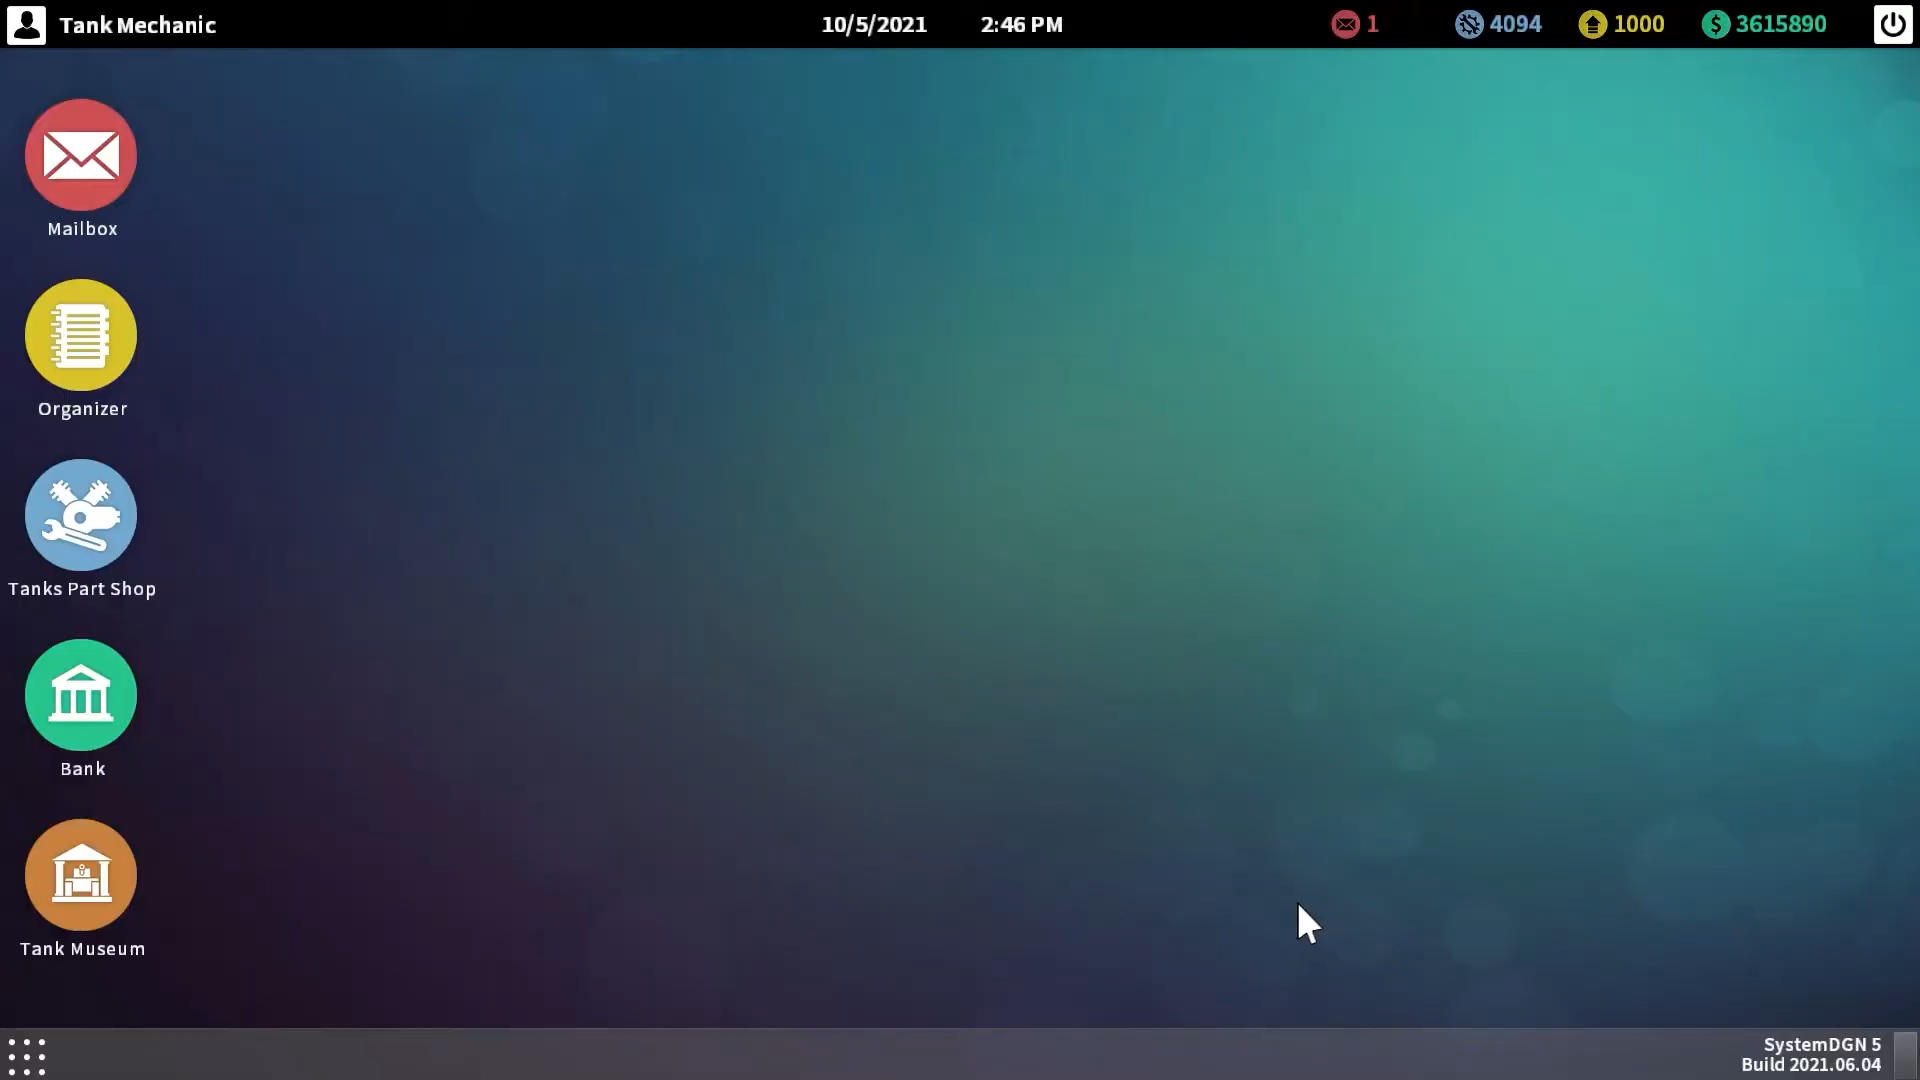 Tank Mechanic
10/5/2021
2:46 PM
1
4094
1000
3615890
Mailbox
Organizer
Tanks Part Shop
Bank
Tank Museum
SystemDGN 5
Build 2021.06.04